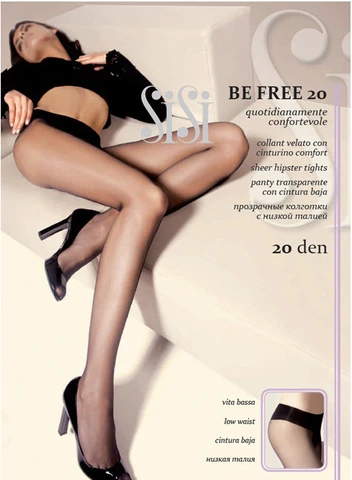 SiSi
BE FREE 20
quotidianamente
confortevole
collant velato con
cinturino comfort
sheer hipster tights
panty transparente
con cintura baja
прозрачные колготки
с низкой талией
20 den
vita bassa
low waist
cintura baja
низкая талия